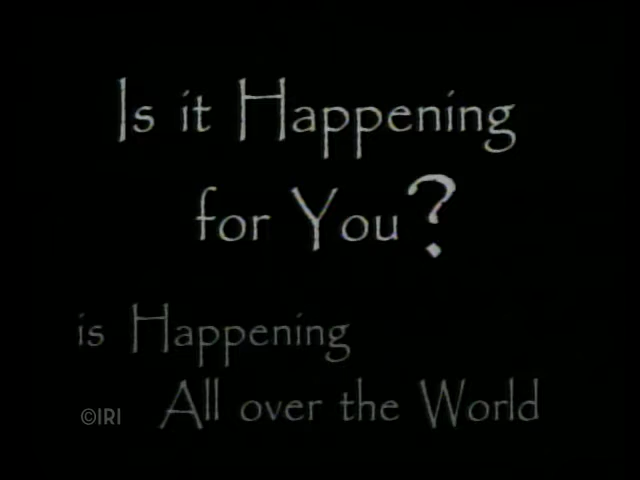 Is it Happening
for You?
is Happening
All over the World
©IRI